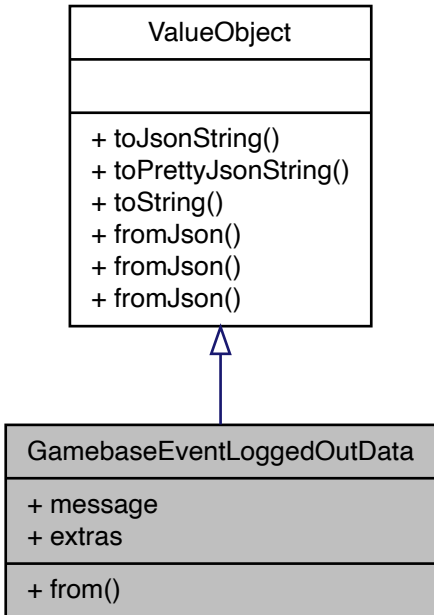 ValueObject
+ toJsonString()
+ toPrettyJsonString()
+ toString()
+ fromJson()
+ fromJson()
+ fromJson()
GamebaseEventLoggedOutData
+ message
+ extras
+ from()